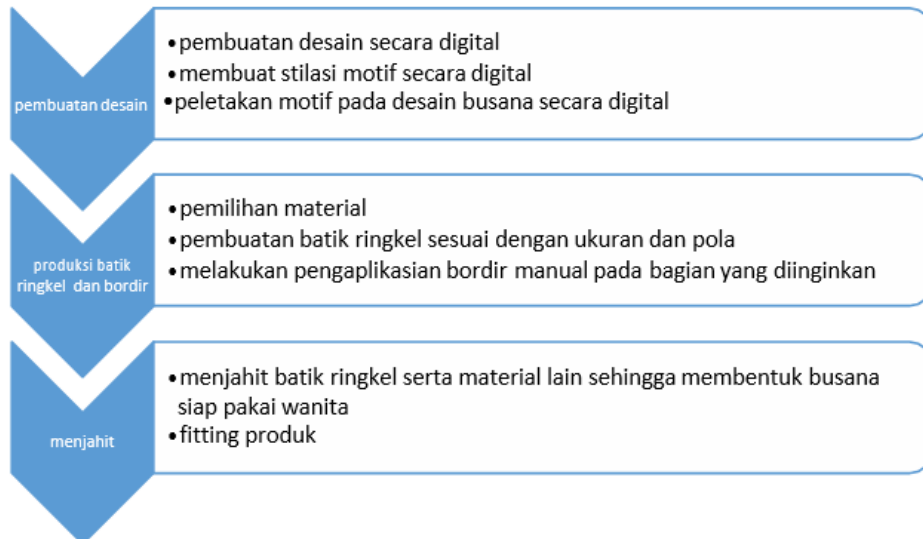 pembuatan desain
•pembuatan desain secara digital
•membuat stilasi motif secara digital
•peletakan motif pada desain busana secara digital
produksi batik
ringkel dan bordir
•pemilihan material
•pembuatan batik ringkel sesuai dengan ukuran dan pola
•melakukan pengaplikasian bordir manual pada bagian yang diinginkan
menjahit
•menjahit batik ringkel serta material lain sehingga membentuk busana
siap pakai wanita
•fitting produk